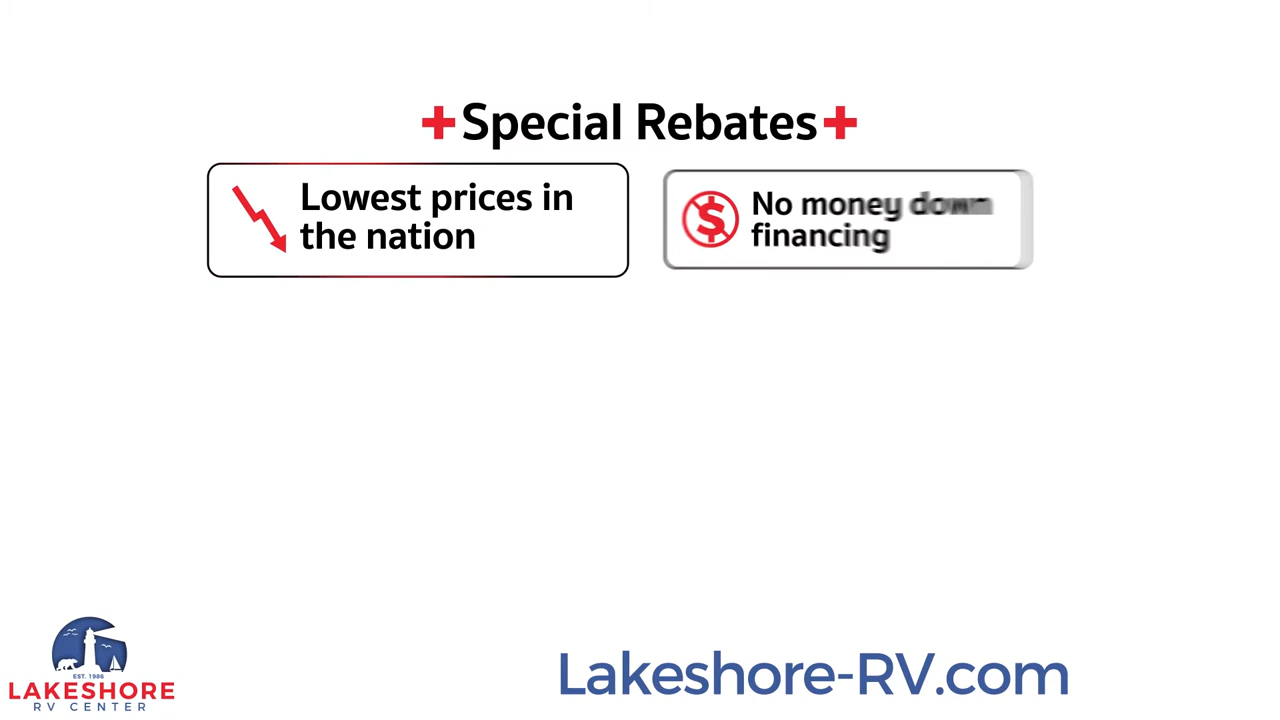 Special Rebates
Lowest prices in
the nation
No money down
financing
EST. 1986
LAKESHORE
RV CENTER
Lakeshore-RV.com